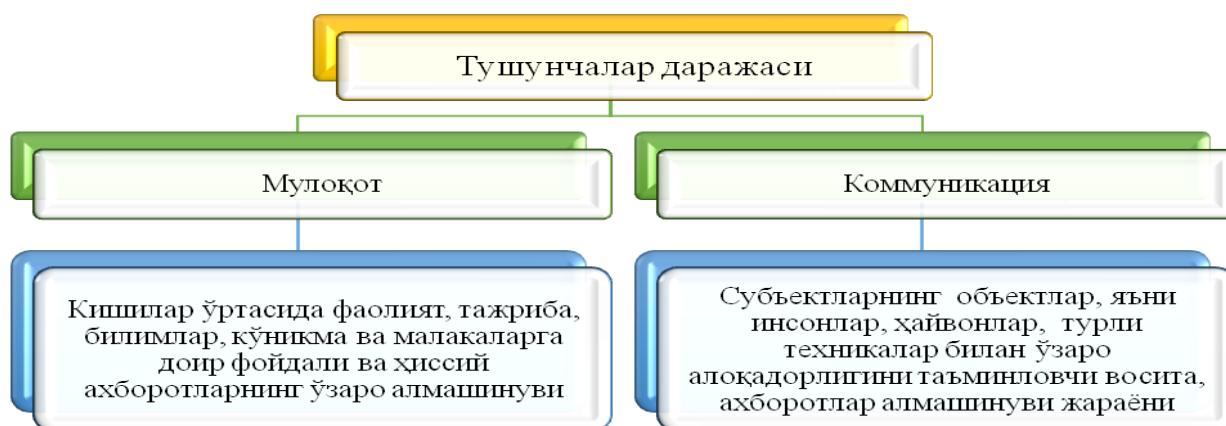 Тушунчалар даражаси
Мулоқот
Коммуникация
Кишилар ўртасида фаолият, тажриба,
билимлар, кўникма ва малакаларга
доир фойдали ва ҳиссий
ахборотларнинг ўзаро алмашинуви
Субъектларнинг объектлар, яъни
инсонлар, ҳайвонлар, турли
техникалар билан ўзаро
алоқадорлигини таъминловчи восита,
ахборотлар алмашинуви жараёни